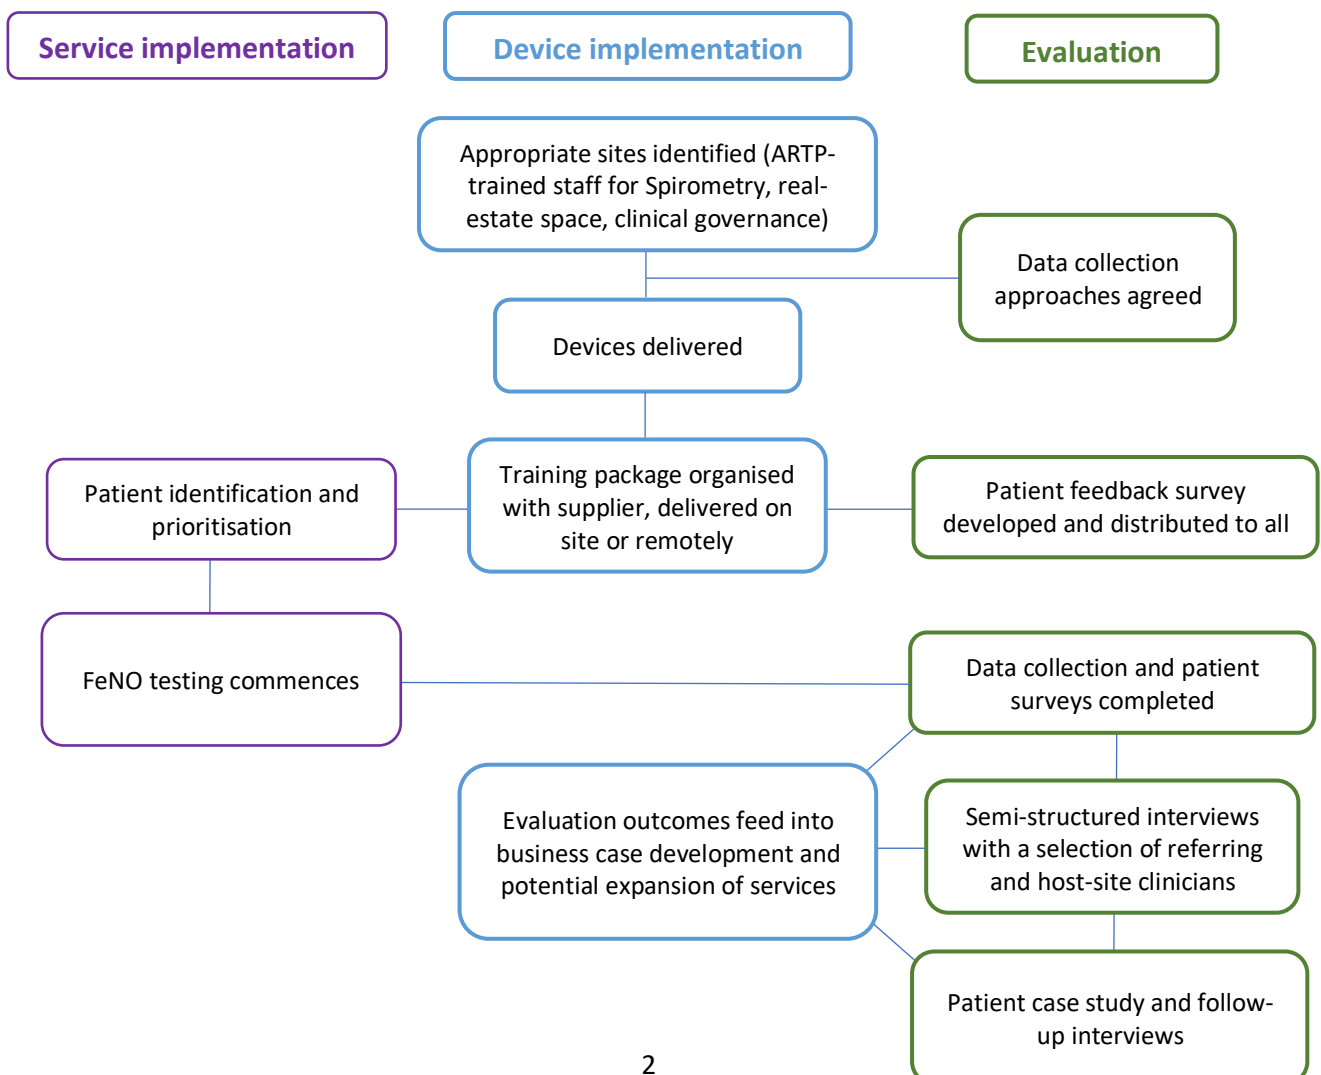 Service implementation
Device implementation
Evaluation
Appropriate sites identified (ARTP-
trained staff for Spirometry, real-
estate space, clinical governance)
Data collection
approaches agreed
Devices delivered
Patient identification and
prioritisation
Training package organised
with supplier, delivered on
site or remotely
Patient feedback survey
developed and distributed to all
FeNO testing commences
Data collection and patient
surveys completed
Evaluation outcomes feed into
business case development and
potential expansion of services
Semi-structured interviews
with a selection of referring
and host-site clinicians
Patient case study and follow-
up interviews
2